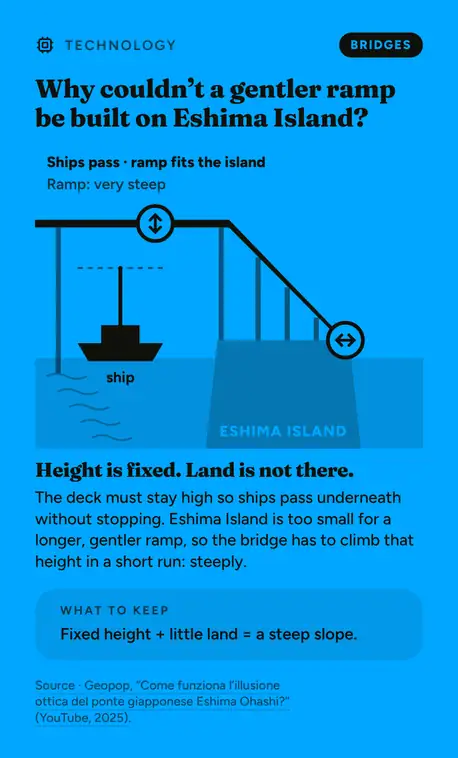 TECHNOLOGY
BRIDGES
Why couldn’t a gentler ramp
be built on Eshima Island?
Ships pass · ramp fits the island
Ramp: very steep
ship
ESHIMA ISLAND
Height is fixed. Land is not there.
The deck must stay high so ships pass underneath
without stopping. Eshima Island is too small for a
longer, gentler ramp, so the bridge has to climb that
height in a short run: steeply.
WHAT TO KEEP
Fixed height + little land = a steep slope.
Source · Geopop, “Come funziona l’illusione
ottica del ponte giapponese Eshima Ohashi?”
(YouTube, 2025).